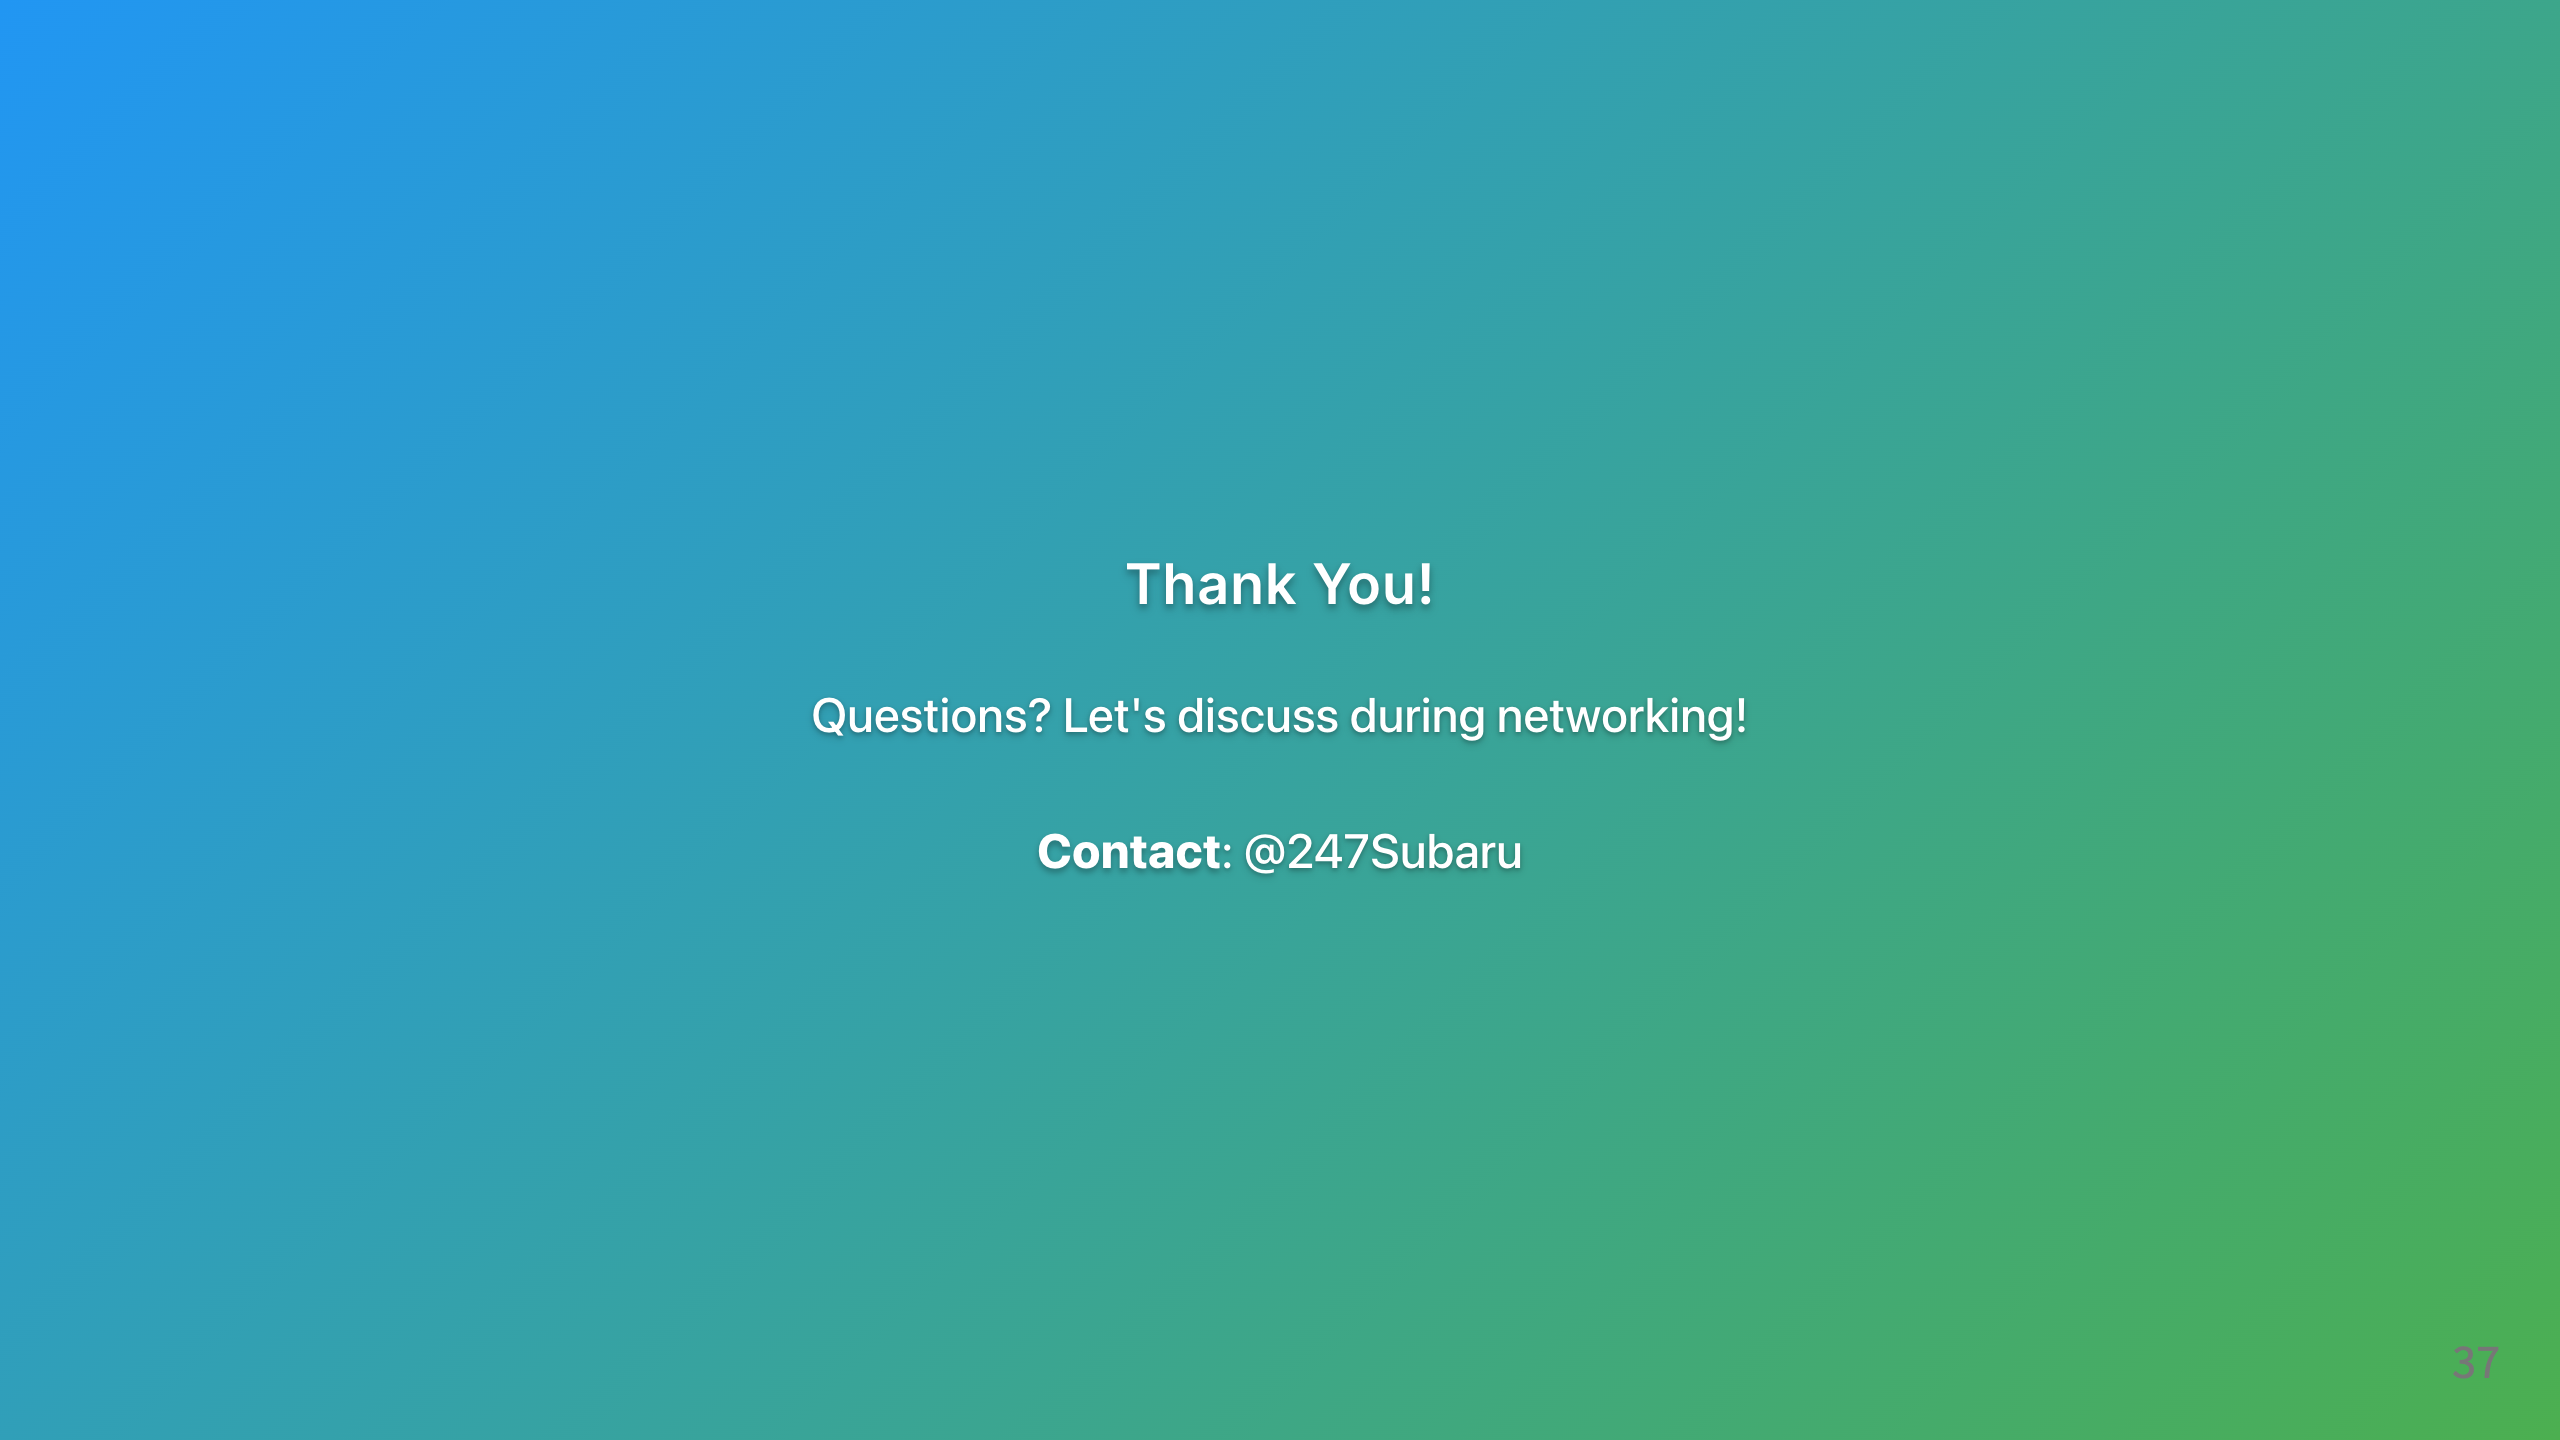 Thank You!
Questions? Let's discuss during networking!
Contact: @247Subaru
37